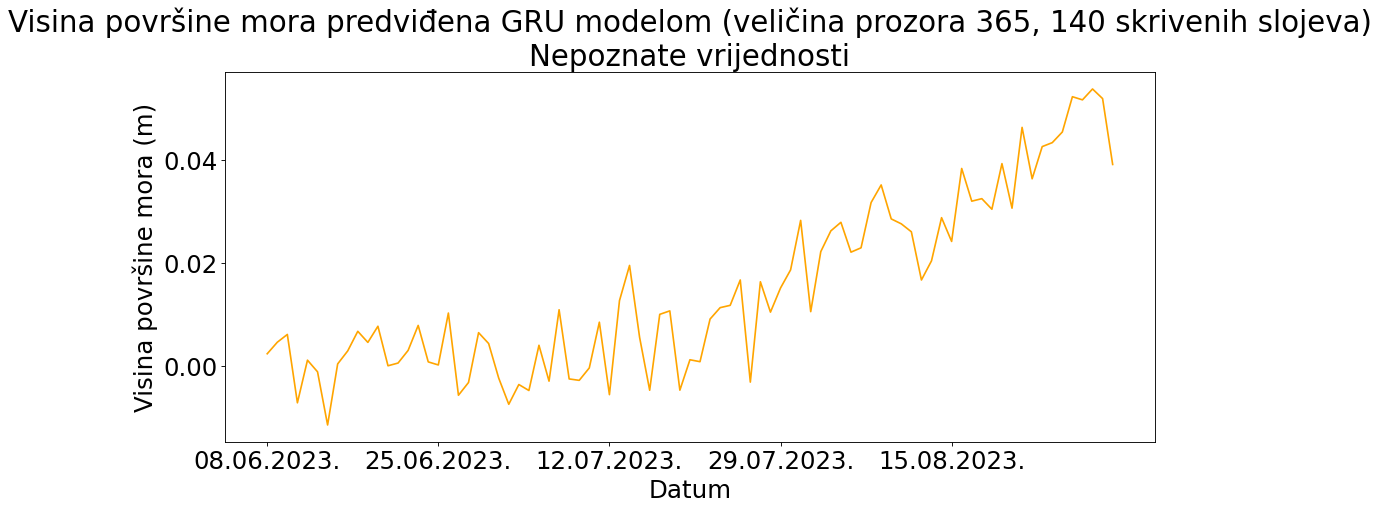 Visina površine mora predviđena GRU modelom (veličina prozora 365, 140 skrivenih slojeva)
Nepoznate vrijednosti
Visina površine mora (m)
0.04
0.02
0.00
08.06.2023. 25.06.2023. 12.07.2023. 29.07.2023. 15.08.2023.
Datum